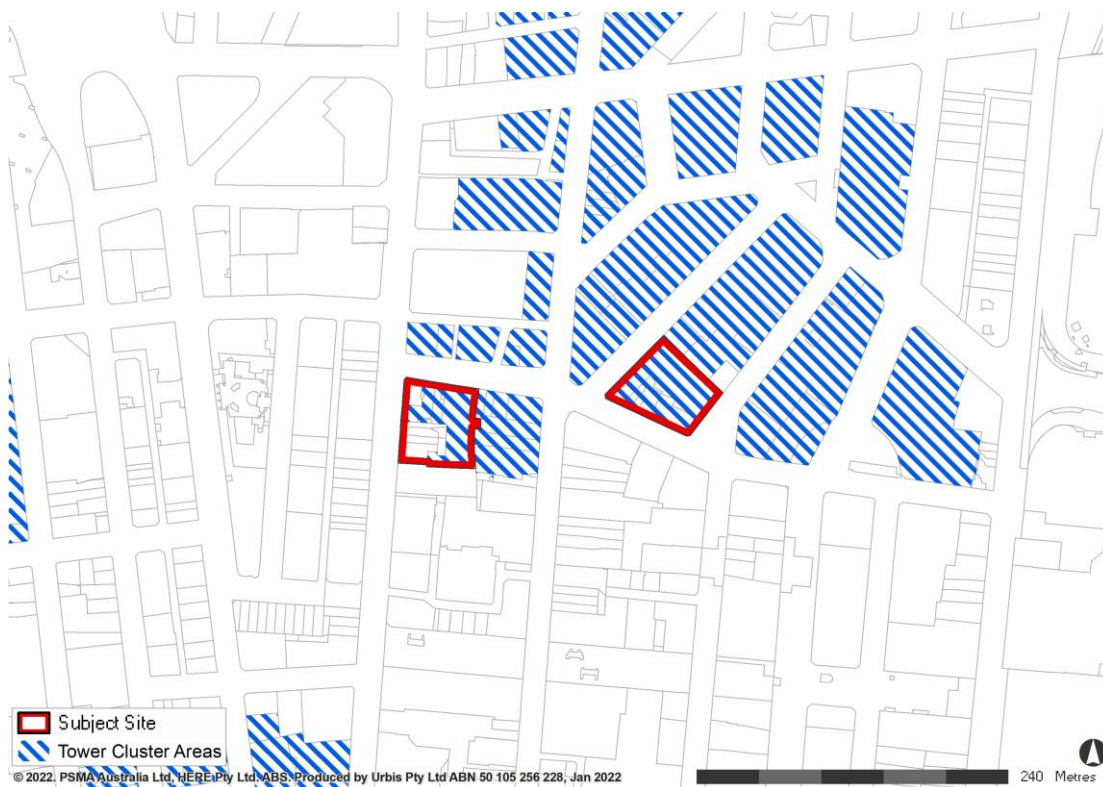 Subject Site
Tower Cluster Areas
© 2022. PSMA Australia Ltd, HERE Pty Ltd. ABS. Produced by Urbis Pty Ltd ABN 50 105 256 228, Jan 2022
240 Metres